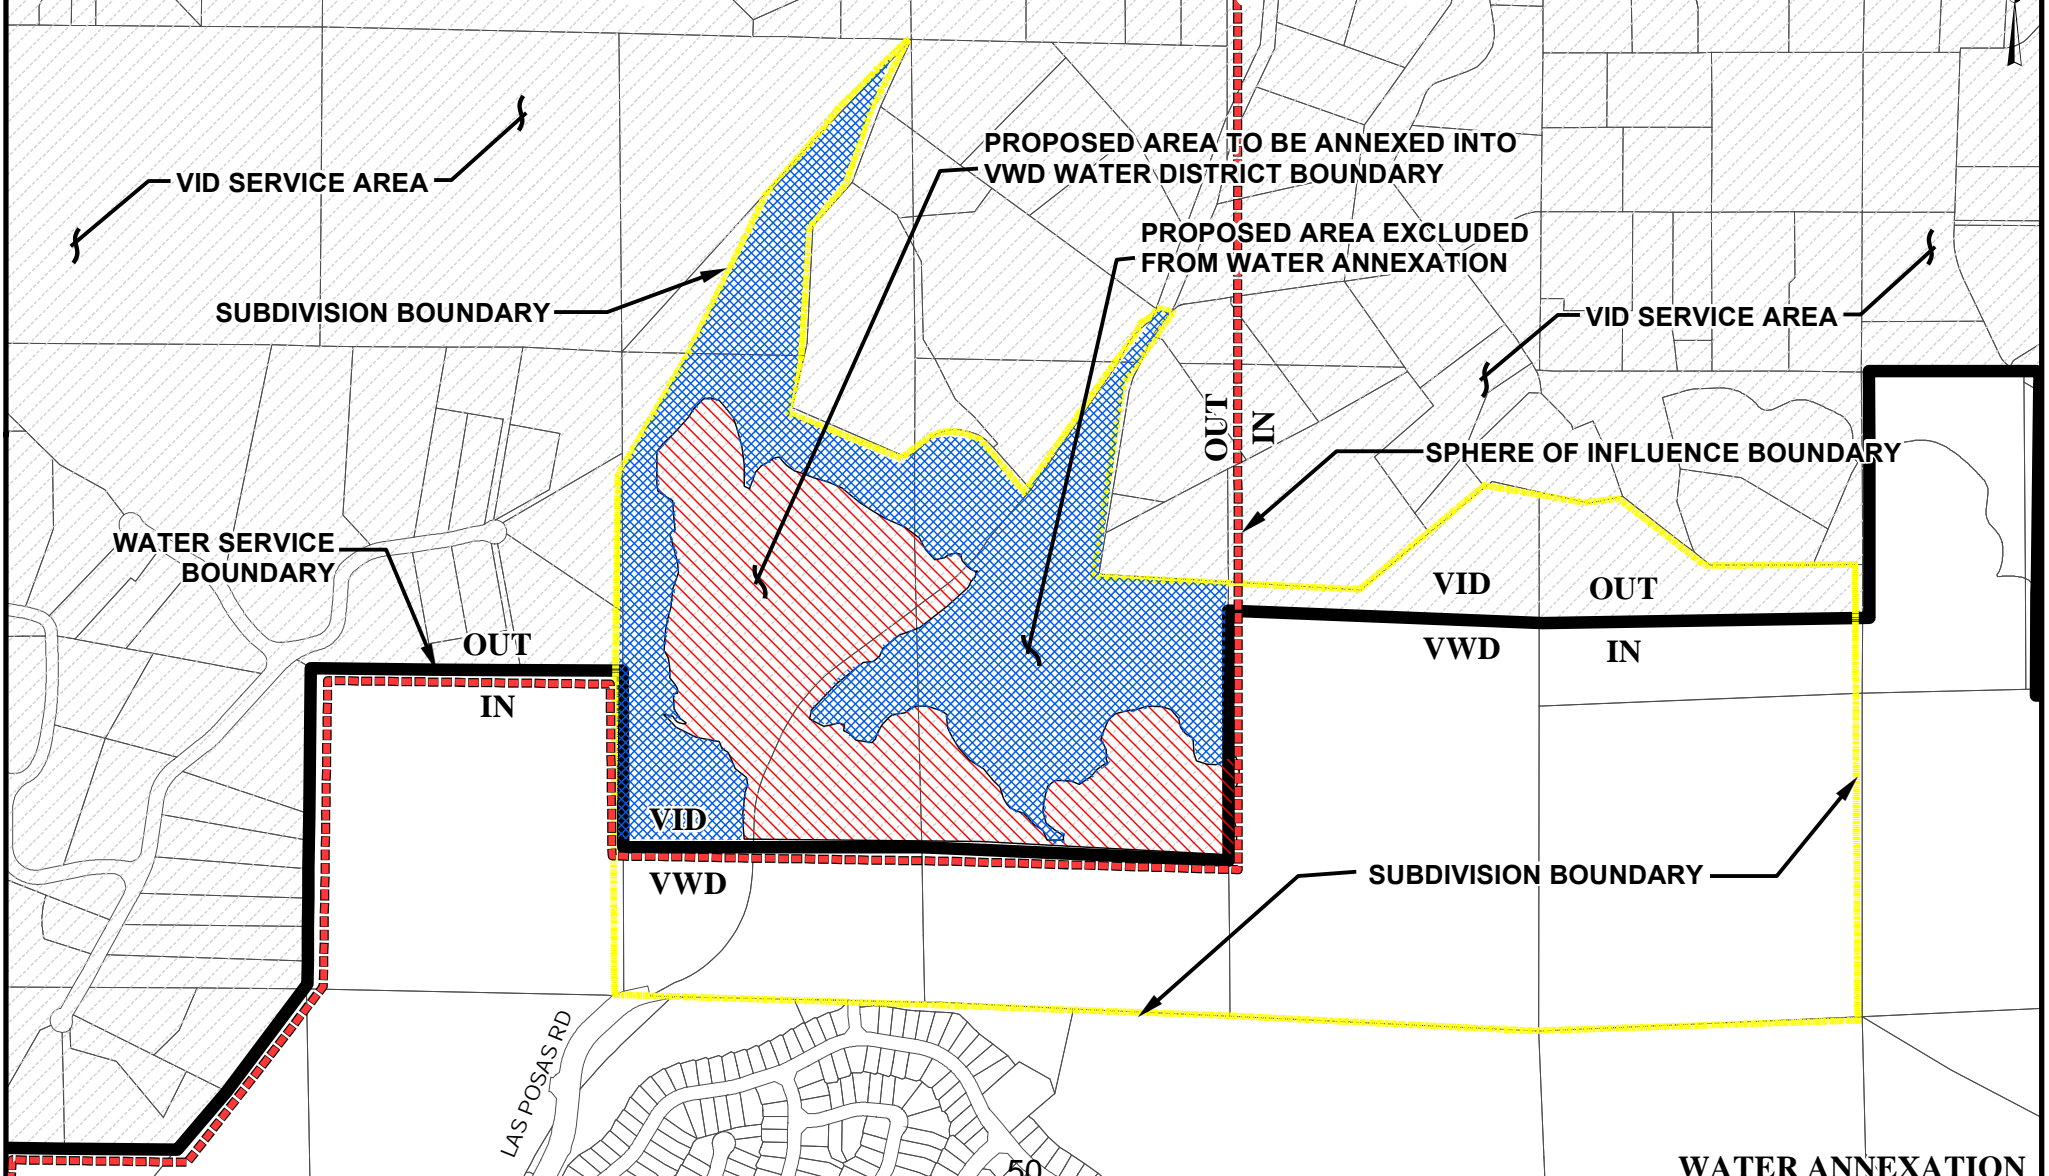 PROPOSED AREA TO BE ANNEXED INTO
VWD WATER DISTRICT BOUNDARY
VID SERVICE AREA
PROPOSED AREA EXCLUDED
FROM WATER ANNEXATION
SUBDIVISION BOUNDARY
VID SERVICE AREA
OUT
IN
SPHERE OF INFLUENCE BOUNDARY
WATER SERVICE
BOUNDARY
VID
OUT
OUT
VWD
IN
IN
VID
VWD
SUBDIVISION BOUNDARY
LAS POSAS RD
50
WATER ANNEXATION